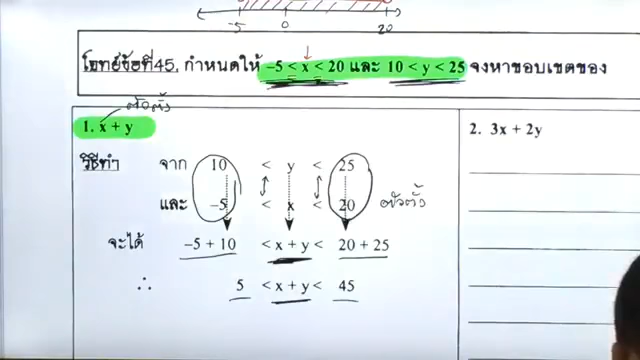 -5 0 20
โจทย์ข้อที่45. กำหนดให้ -5 ≤ x ≤ 20 และ 10 < y < 25 จงหาขอบเขตของ
ตัวตั้ง
1. x + y
2. 3x + 2y
วิธีทำ จาก 10 < y < 25
และ -5 < x < 20 ตัวตั้ง
จะได้ -5 + 10 < x + y < 20 + 25
∴ 5 < x + y < 45